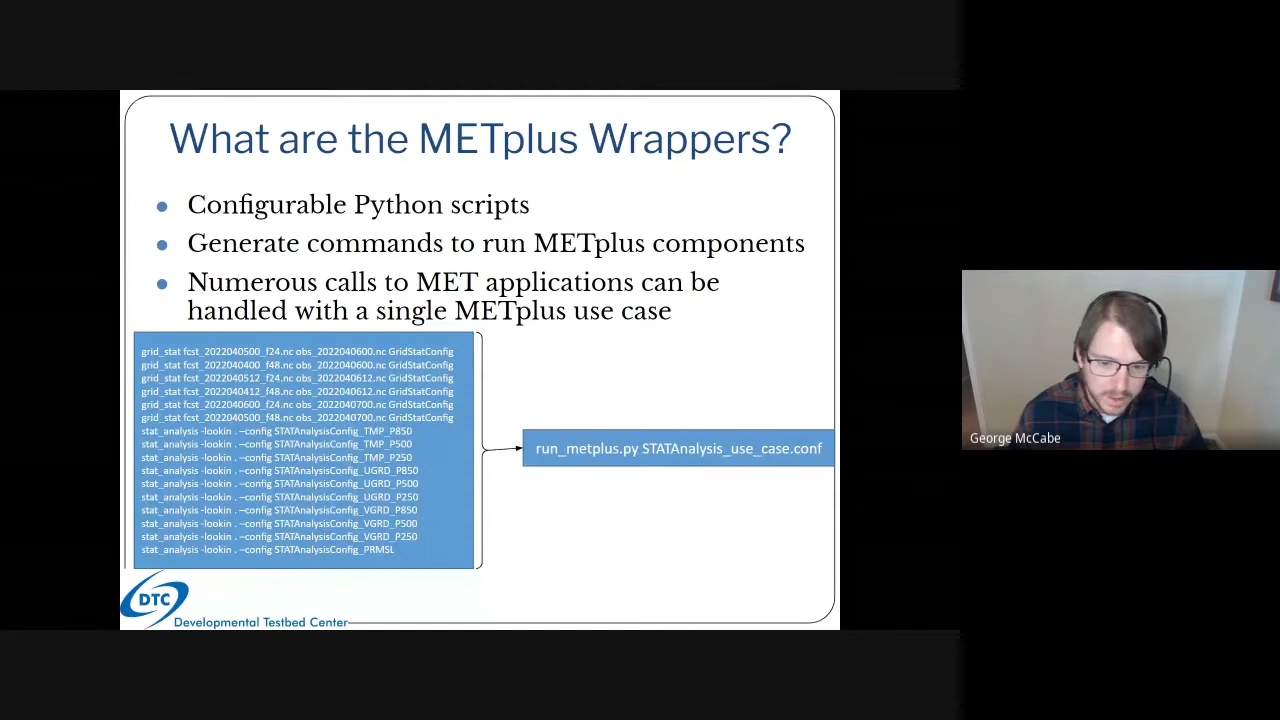 What are the METplus Wrappers?
Configurable Python scripts
Generate commands to run METplus components
Numerous calls to MET applications can be
handled with a single METplus use case
grid_stat fcst_2022040500_f24.nc obs_2022040600.nc GridStatConfig
grid_stat fcst_2022040400_f48.nc obs_2022040600.nc GridStatConfig
grid_stat fcst_2022040512_f24.nc obs_2022040612.nc GridStatConfig
grid_stat fcst_2022040412_f48.nc obs_2022040612.nc GridStatConfig
grid_stat fcst_2022040600_f24.nc obs_2022040700.nc GridStatConfig
grid_stat fcst_2022040500_f48.nc obs_2022040700.nc GridStatConfig
stat_analysis -lookin . –config STATAnalysisConfig_TMP_P850
stat_analysis -lookin . –config STATAnalysisConfig_TMP_P500
stat_analysis -lookin . –config STATAnalysisConfig_TMP_P250
stat_analysis -lookin . –config STATAnalysisConfig_UGRD_P850
stat_analysis -lookin . –config STATAnalysisConfig_UGRD_P500
stat_analysis -lookin . –config STATAnalysisConfig_UGRD_P250
stat_analysis -lookin . –config STATAnalysisConfig_VGRD_P850
stat_analysis -lookin . –config STATAnalysisConfig_VGRD_P500
stat_analysis -lookin . –config STATAnalysisConfig_VGRD_P250
stat_analysis -lookin . –config STATAnalysisConfig_PRMSL
run_metplus.py STATAnalysis_use_case.conf
DTC
Developmental Testbed Center
George McCabe